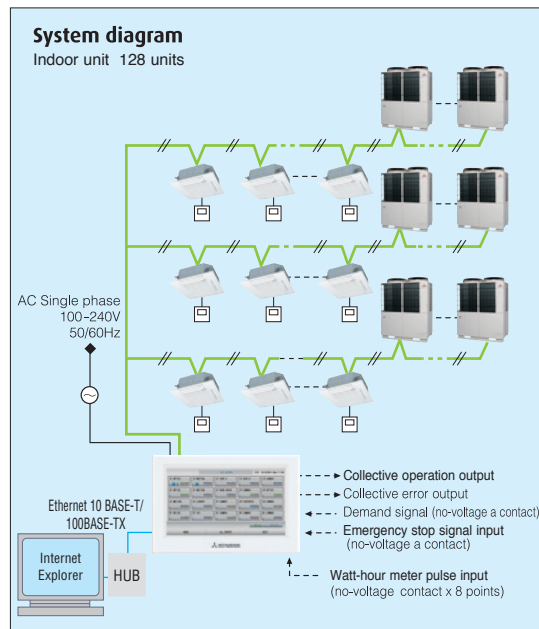 System diagram
Indoor unit 128 units
AC Single phase
100-240V
50/60Hz
Ethernet 10 BASE-T/
100BASE-TX
Internet
Explorer
HUB
MITSUBISHI
Collective operation output
Collective error output
Demand signal (no-voltage a contact)
Emergency stop signal input
(no-voltage a contact)
Watt-hour meter pulse input
(no-voltage contact x 8 points)